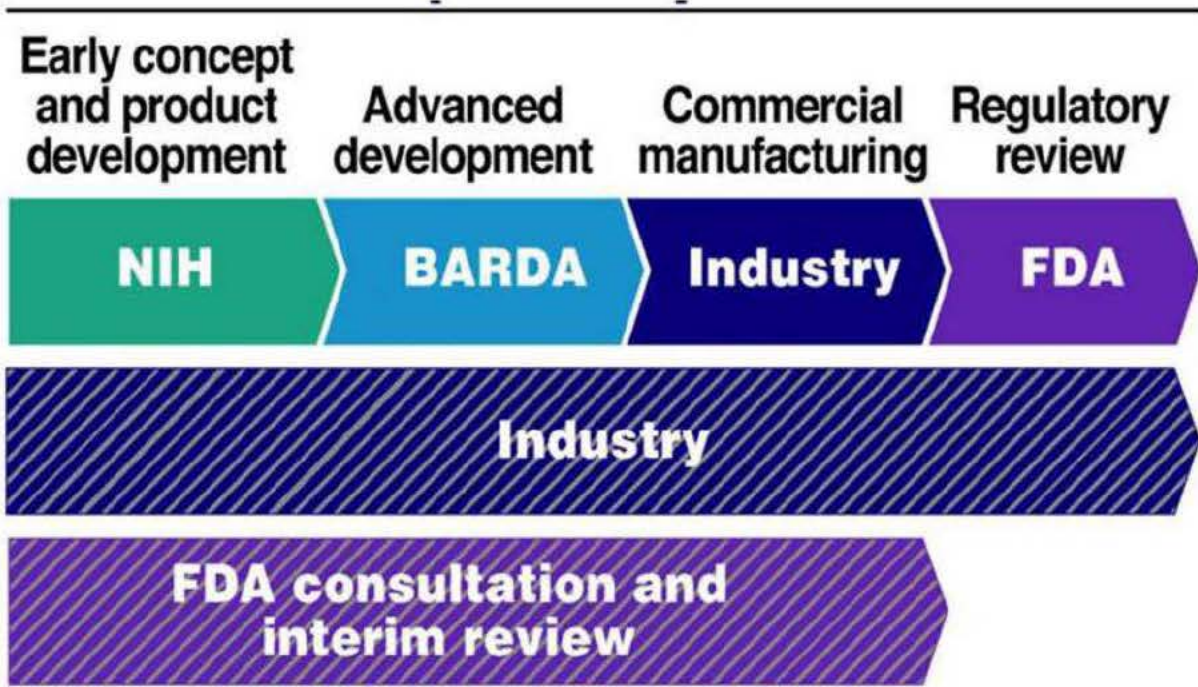 Early concept
and product
development
Advanced
development
Commercial
manufacturing
Regulatory
review
NIH
BARDA
Industry
FDA
Industry
FDA consultation and
interim review